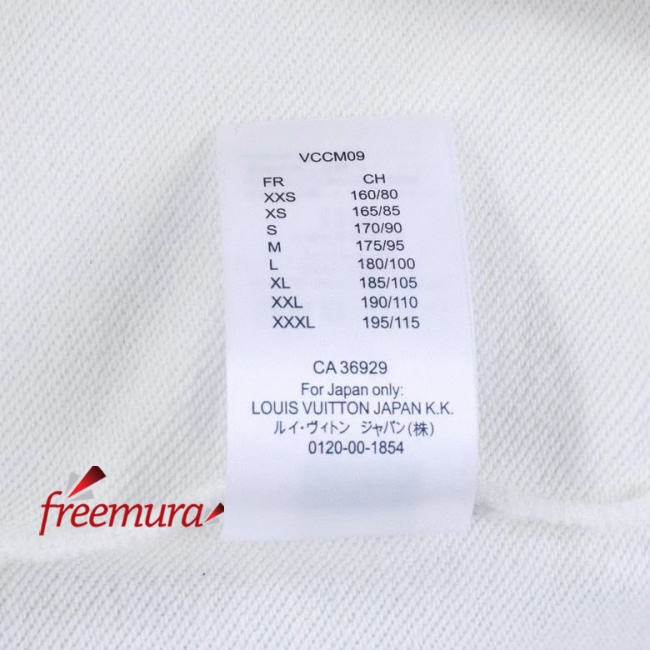 VCCM09
FR CH
XXS 160/80
XS 165/85
S 170/90
M 175/95
L 180/100
XL 185/105
XXL 190/110
XXXL 195/115
CA 36929
For Japan only:
LOUIS VUITTON JAPAN K.K.
ルイ・ヴィトン ジャパン(株)
0120-00-1854
freemura